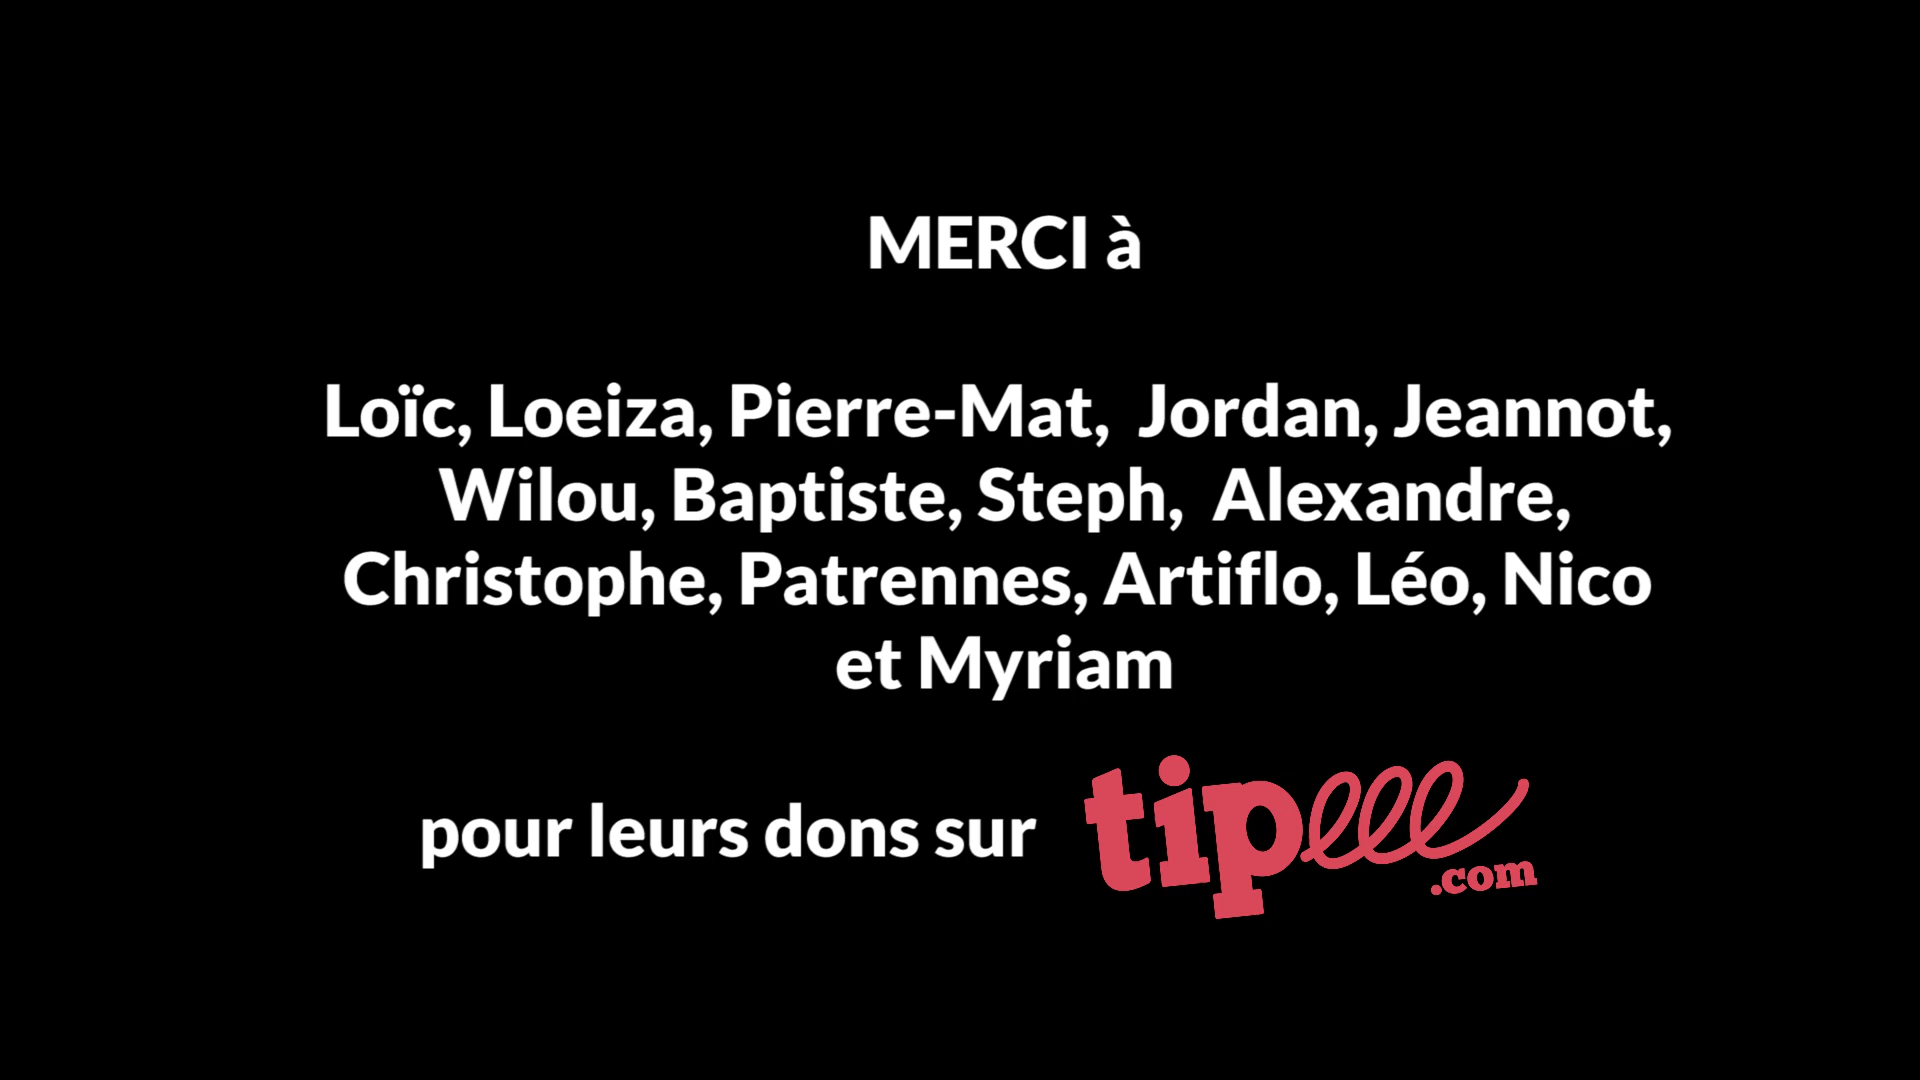 MERCI à
Loïc, Loeiza, Pierre-Mat,  Jordan, Jeannot,
Wilou, Baptiste, Steph,  Alexandre,
Christophe, Patrennes, Artiflo, Léo, Nico
et Myriam
pour leurs dons sur tipeee
.com